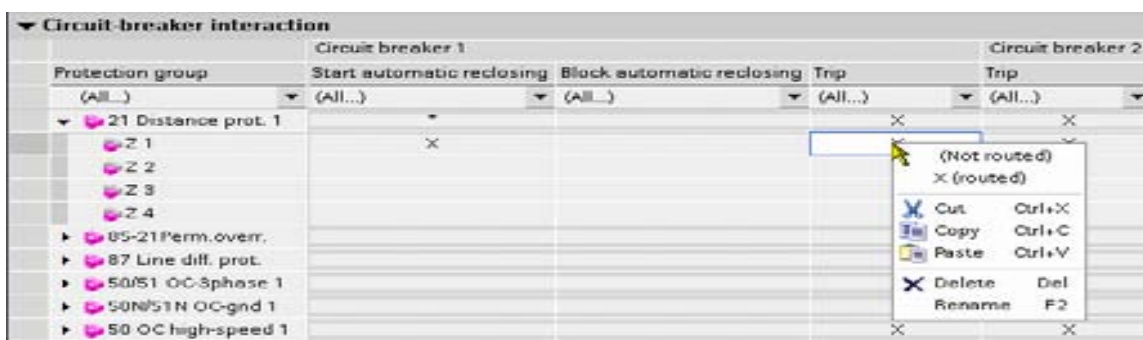 Circuit-breaker interaction
Circuit breaker 1 Circuit breaker 2
Protection group Start automatic reclosing Block automatic reclosing Trip Trip
(All...) (All...) (All...) (All...) (All...)
21 Distance prot. 1 * X X
Z 1 X
(Not routed)
X (routed)
Z 2
Z 3
Z 4
Cut Ctrl+X
Copy Ctrl+C
Paste Ctrl+V
Delete Del
Rename F2
85-21Perm.overr.
87 Line diff. prot.
50/51 OC-3phase 1
50N/51N OC-gnd 1
50 OC high-speed 1 X X